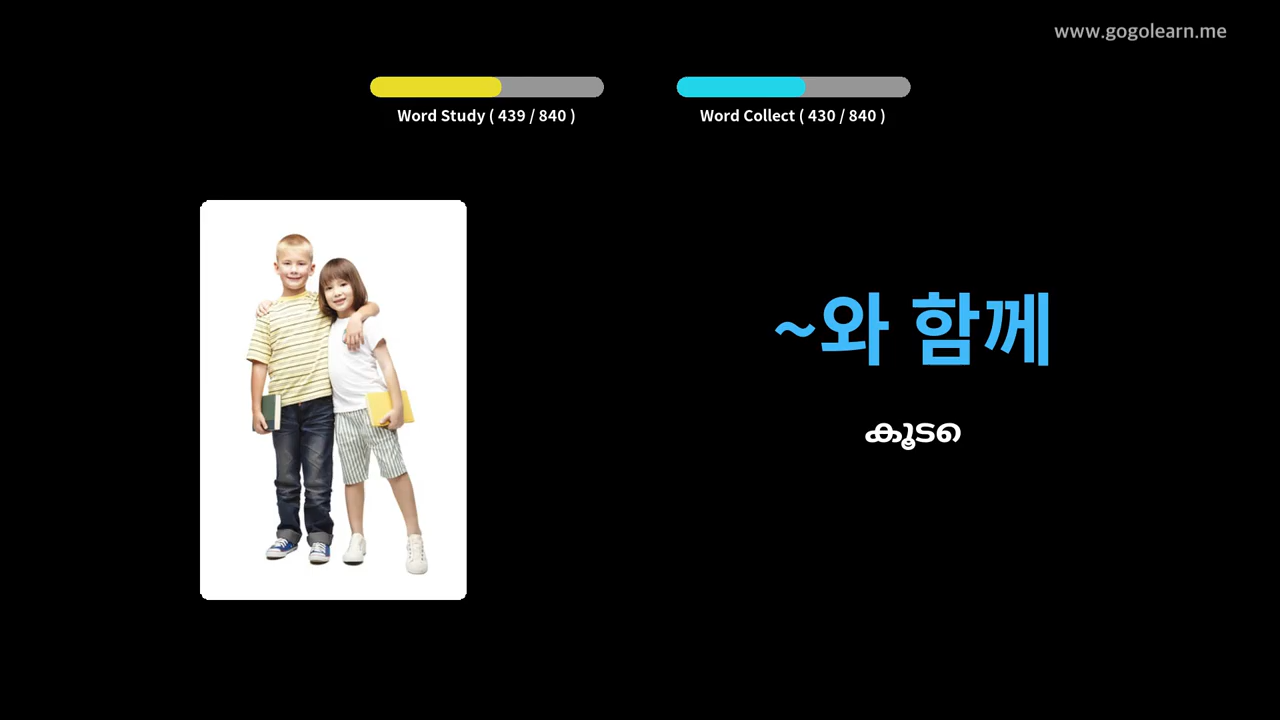 www.gogolearn.me
Word Study ( 439 / 840 )
Word Collect ( 430 / 840 )
~와 함께
കൂടെ